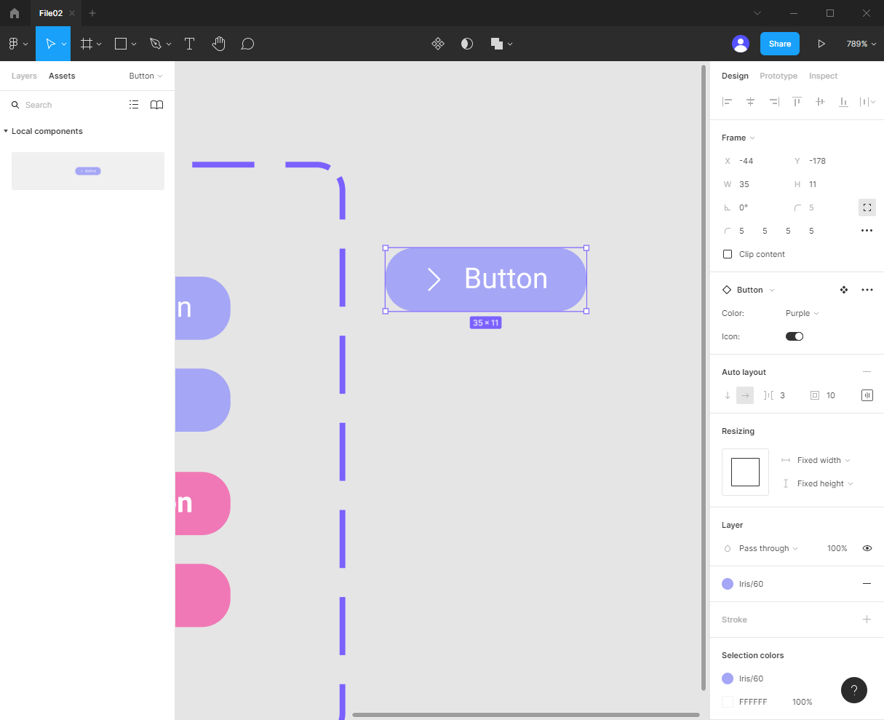 File02
Share
789%
Layers
Assets
Button
Search
Local components
n
on
Button
35 × 11
Design
Prototype
Inspect
Frame
X -44 Y -178
W 35 H 11
0° 5
5 5 5 5
Clip content
Button
Color: Purple
Icon:
Auto layout
3 10
Resizing
Fixed width
Fixed height
Layer
Pass through 100%
Iris/60
Stroke
Selection colors
Iris/60
FFFFFF 100%
?